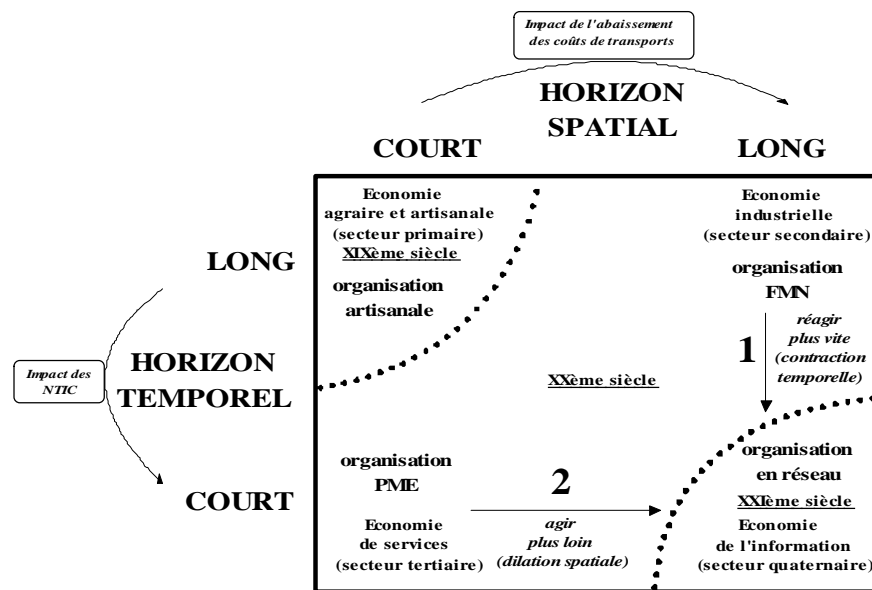 Impact de l'abaissement
des coûts de transports
HORIZON
SPATIAL
COURT
LONG
Economie
agraire et artisanale
(secteur primaire)
XIXème siècle
organisation
artisanale
Economie
industrielle
(secteur secondaire)
organisation
FMN
LONG
HORIZON
TEMPOREL
Impact des
NTIC
COURT
1
réagir
plus vite
(contraction
temporelle)
XXème siècle
organisation
PME
Economie
de services
(secteur tertiaire)
2
agir
plus loin
(dilation spatiale)
organisation
en réseau
XXIème siècle
Economie
de l'information
(secteur quaternaire)